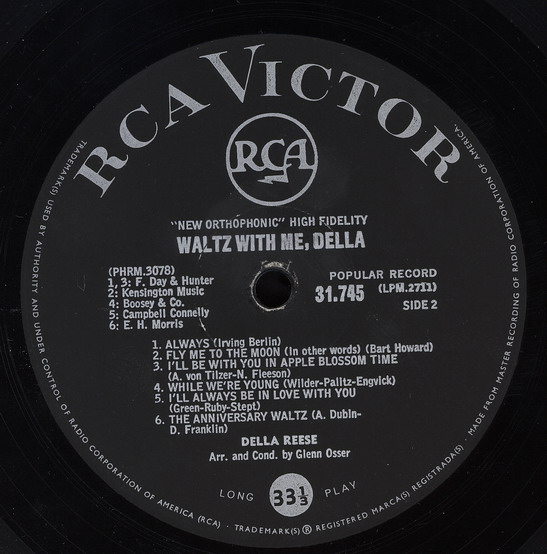 RCA VICTOR
RCA
"NEW ORTHOPHONIC" HIGH FIDELITY
WALTZ WITH ME, DELLA
(PHRM.3078)
1, 3: F. Day & Hunter
2: Kensington Music
4: Boosey & Co.
5: Campbell Connelly
6: E. H. Morris
POPULAR RECORD
31.745 (LPM.2711)
SIDE 2
1. ALWAYS (Irving Berlin)
2. FLY ME TO THE MOON (In other words) (Bart Howard)
3. I'LL BE WITH YOU IN APPLE BLOSSOM TIME
(A. von Tilzer-N. Fleeson)
4. WHILE WE'RE YOUNG (Wilder-Palitz-Engvick)
5. I'LL ALWAYS BE IN LOVE WITH YOU
(Green-Ruby-Stept)
6. THE ANNIVERSARY WALTZ (A. Dubin-
D. Franklin)
DELLA REESE
Arr. and Cond. by Glenn Osser
LONG 33 1/3 PLAY
TRADEMARK(S) USED BY AUTHORITY AND UNDER CONTROL OF RADIO CORPORATION OF AMERICA (RCA) · TRADEMARK(S) ® REGISTERED MARCA(S) REGISTRADA(S) · MADE FROM MASTER RECORDING OF RADIO CORPORATION OF AMERICA.